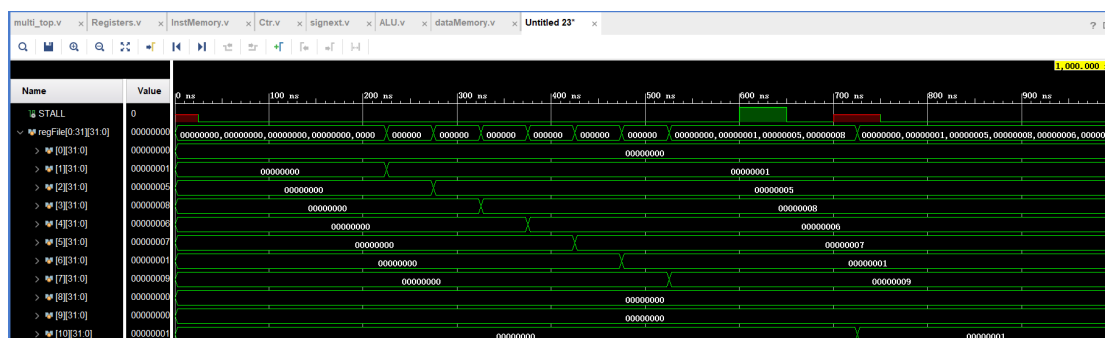 multi_top.v × Registers.v × InstMemory.v × Ctr.v × signext.v × ALU.v × dataMemory.v × Untitled 23* × ?
1,000.000
Name Value 0 ns 100 ns 200 ns 300 ns 400 ns 500 ns 600 ns 700 ns 800 ns 900 ns
STALL 0
regFile[0:31][31:0] 00000000 00000000,00000000,00000000,00000000,0000 000000 000000 000000 000000 000000 000000 00000000,00000001,00000005,00000008 00000000,00000001,00000005,00000008,00000006,00000
[0][31:0] 00000000 00000000
[1][31:0] 00000001 00000000 00000001
[2][31:0] 00000005 00000000 00000005
[3][31:0] 00000008 00000000 00000008
[4][31:0] 00000006 00000000 00000006
[5][31:0] 00000007 00000000 00000007
[6][31:0] 00000001 00000000 00000001
[7][31:0] 00000009 00000000 00000009
[8][31:0] 00000000 00000000
[9][31:0] 00000000 00000000
[10][31:0] 00000001 00000000 00000001